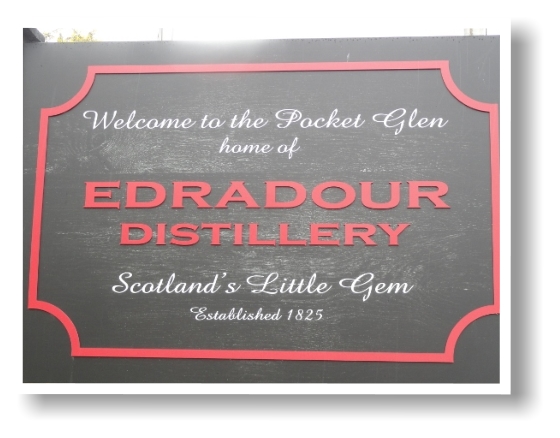 Welcome to the Pocket Glen
home of
EDRADOUR
DISTILLERY
Scotland's Little Gem
Established 1825